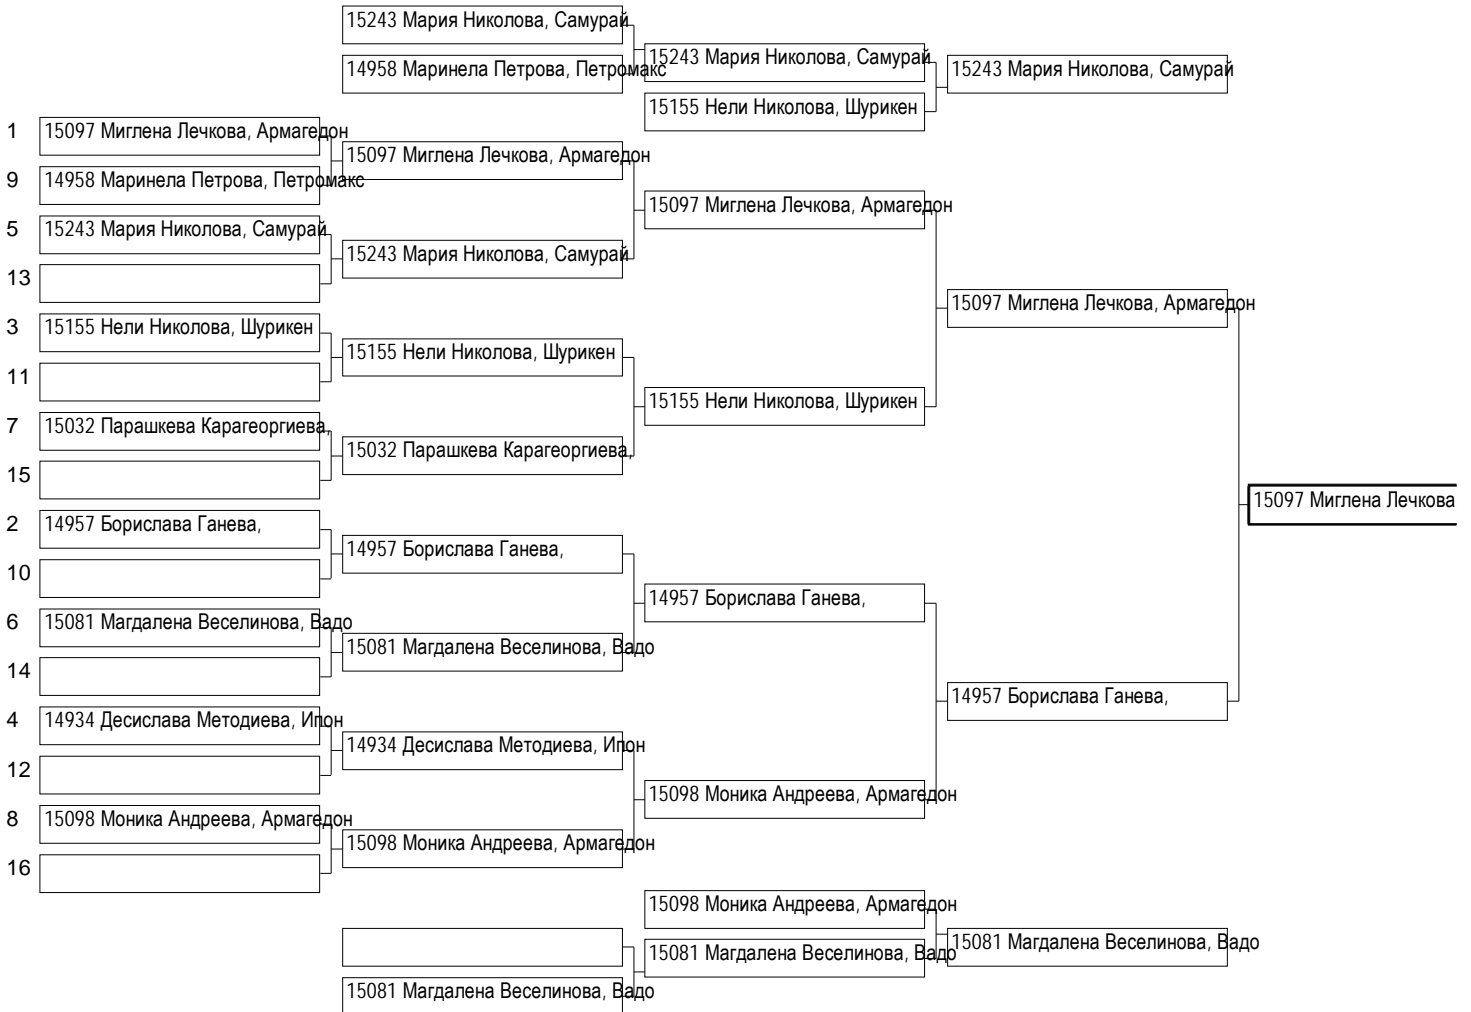 15243 Мария Николова, Самурай
14958 Маринела Петрова, Петромакс
15243 Мария Николова, Самурай
15243 Мария Николова, Самурай
15155 Нели Николова, Шурикен
1 15097 Миглена Лечкова, Армагедон
15097 Миглена Лечкова, Армагедон
9 14958 Маринела Петрова, Петромакс
15097 Миглена Лечкова, Армагедон
5 15243 Мария Николова, Самурай
15243 Мария Николова, Самурай
13
15097 Миглена Лечкова, Армагедон
3 15155 Нели Николова, Шурикен
15155 Нели Николова, Шурикен
11
15155 Нели Николова, Шурикен
7 15032 Парашкева Карагеоргиева,
15032 Парашкева Карагеоргиева,
15
15097 Миглена Лечкова
2 14957 Борислава Ганева,
14957 Борислава Ганева,
10
14957 Борислава Ганева,
6 15081 Магдалена Веселинова, Вадо
15081 Магдалена Веселинова, Вадо
14
14957 Борислава Ганева,
4 14934 Десислава Методиева, Ипон
14934 Десислава Методиева, Ипон
12
15098 Моника Андреева, Армагедон
8 15098 Моника Андреева, Армагедон
15098 Моника Андреева, Армагедон
16
15098 Моника Андреева, Армагедон
15081 Магдалена Веселинова, Вадо
15081 Магдалена Веселинова, Вадо
15081 Магдалена Веселинова, Вадо